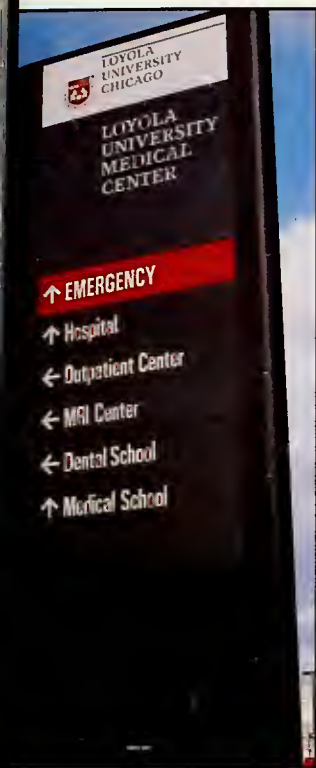 LOYOLA
UNIVERSITY
CHICAGO
LOYOLA
UNIVERSITY
MEDICAL
CENTER
↑ EMERGENCY
↑ Hospital
← Outpatient Center
← MRI Center
← Dental School
↑ Medical School